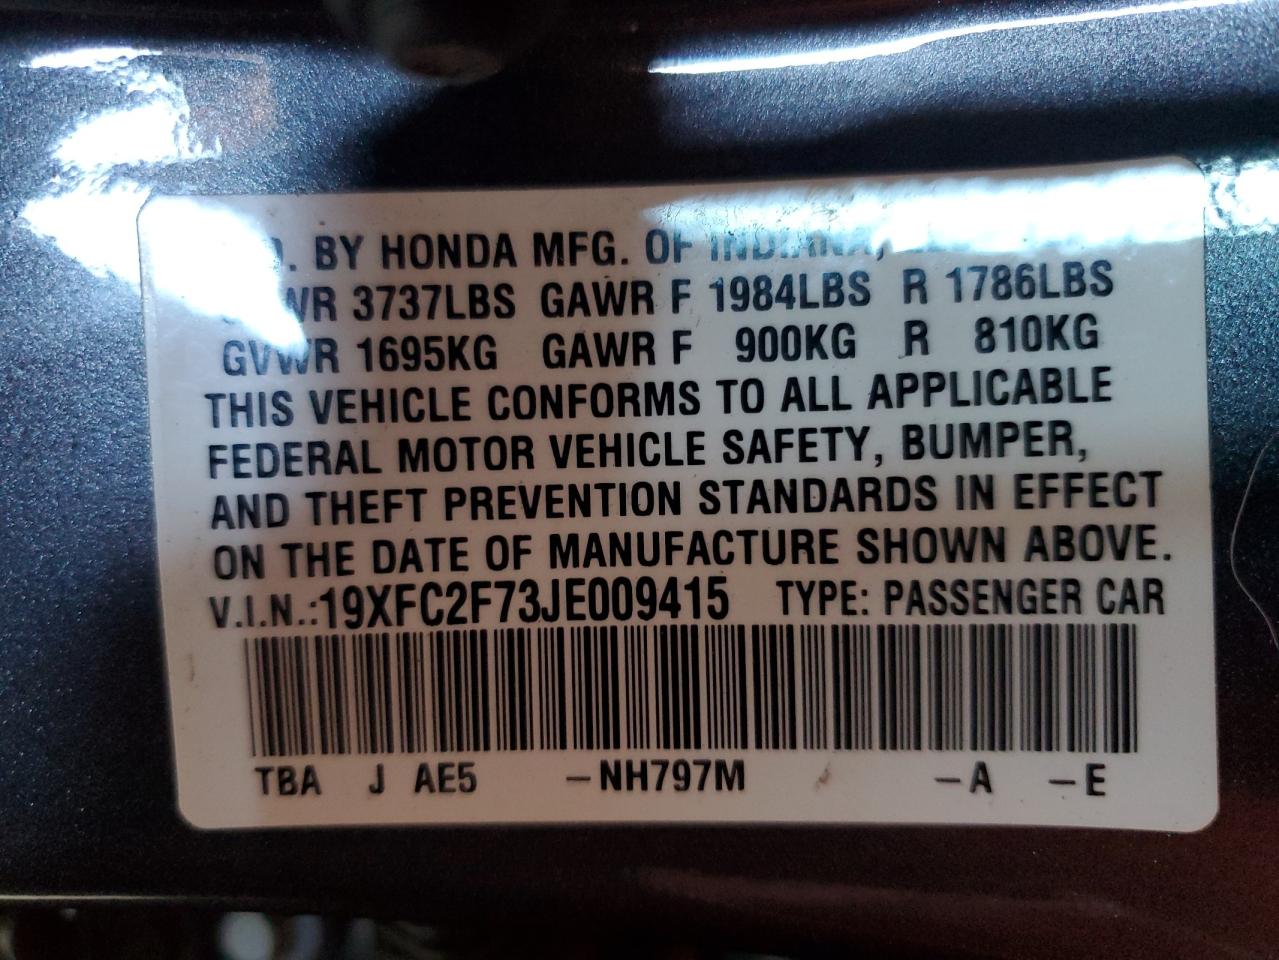 BY HONDA MFG. OF INDIANA,
3737LBS GAWR F 1984LBS R 1786LBS
GVWR 1695KG GAWR F 900KG R 810KG
THIS VEHICLE CONFORMS TO ALL APPLICABLE
FEDERAL MOTOR VEHICLE SAFETY, BUMPER,
AND THEFT PREVENTION STANDARDS IN EFFECT
ON THE DATE OF MANUFACTURE SHOWN ABOVE.
V.I.N.:19XFC2F73JE009415 TYPE: PASSENGER CAR
TBA J AE5 –NH797M –A –E